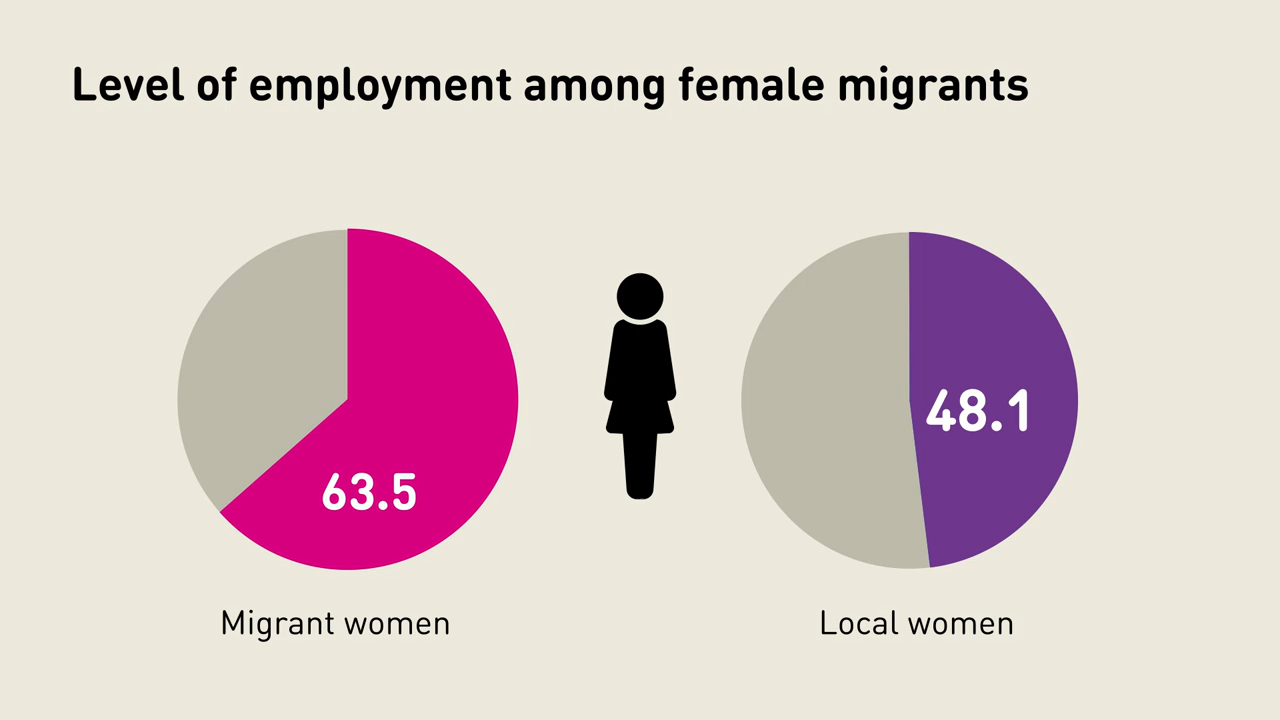 Level of employment among female migrants
63.5
48.1
Migrant women
Local women